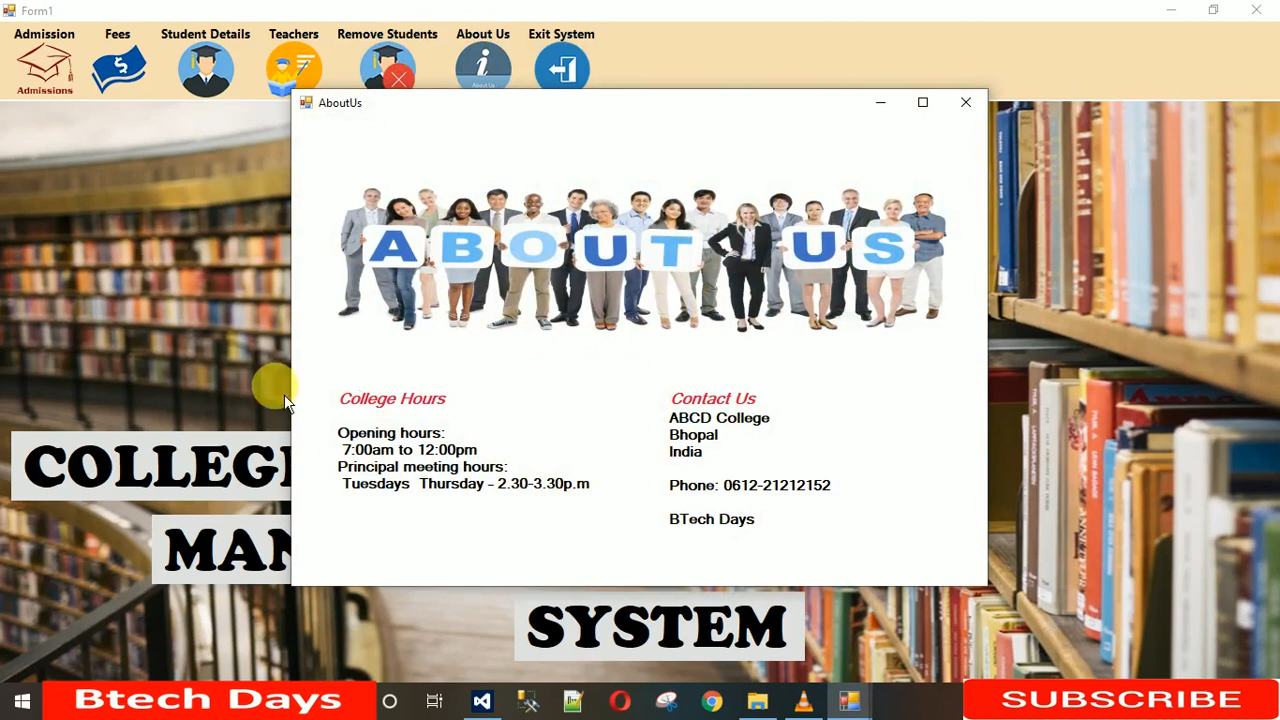 Form1
Admission Fees Student Details Teachers Remove Students About Us Exit System
Admissions
About Us
AboutUs
ABOUT US
College Hours
Opening hours:
7:00am to 12:00pm
Principal meeting hours:
Tuesdays Thursday - 2.30-3.30p.m
Contact Us
ABCD College
Bhopal
India
Phone: 0612-21212152
BTech Days
COLLEG
MAN
SYSTEM
Btech Days
SUBSCRIBE